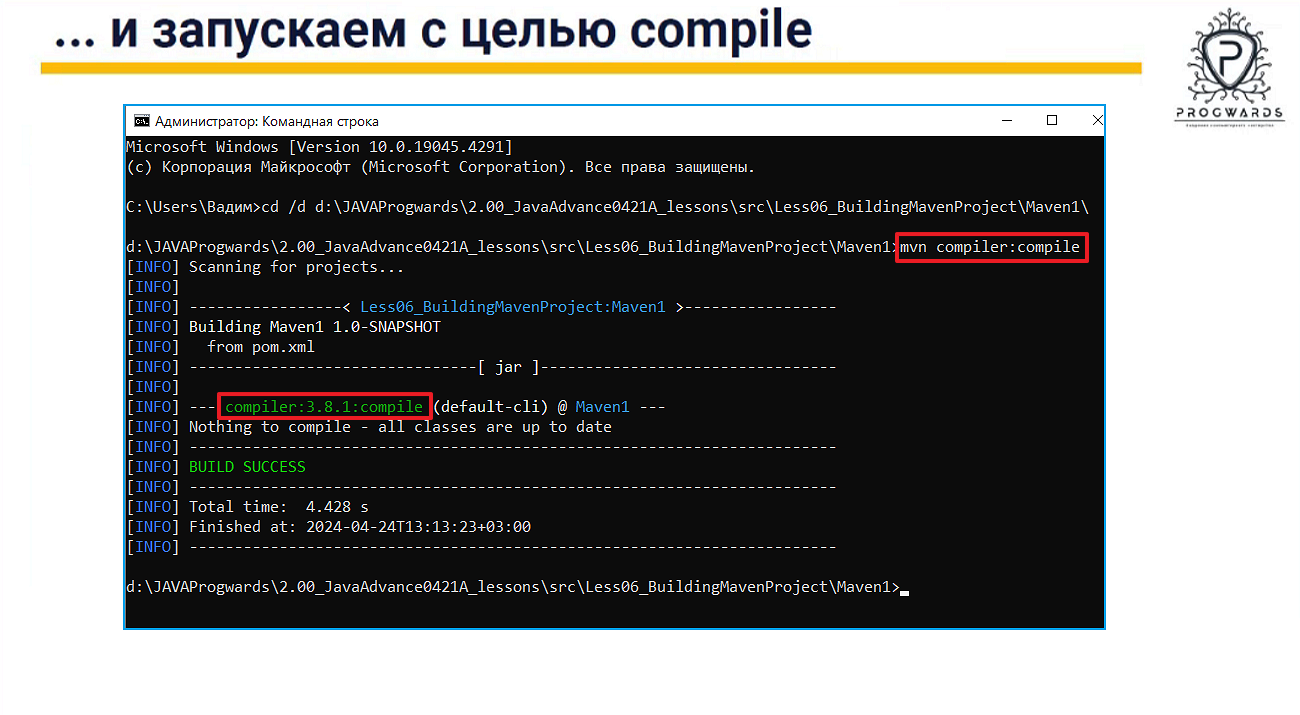 ... и запускаем с целью compile
P
PROGWARDS
Администратор: Командная строка
Microsoft Windows [Version 10.0.19045.4291]
(c) Корпорация Майкрософт (Microsoft Corporation). Все права защищены.
C:\Users\Вадим>cd /d d:\JAVAProgwards\2.00_JavaAdvance0421A_lessons\src\Less06_BuildingMavenProject\Maven1\
d:\JAVAProgwards\2.00_JavaAdvance0421A_lessons\src\Less06_BuildingMavenProject\Maven1>mvn compiler:compile
[INFO] Scanning for projects...
[INFO]
[INFO] -----------------< Less06_BuildingMavenProject:Maven1 >-----------------
[INFO] Building Maven1 1.0-SNAPSHOT
[INFO]   from pom.xml
[INFO] --------------------------------[ jar ]---------------------------------
[INFO]
[INFO] --- compiler:3.8.1:compile (default-cli) @ Maven1 ---
[INFO] Nothing to compile - all classes are up to date
[INFO] ------------------------------------------------------------------------
[INFO] BUILD SUCCESS
[INFO] ------------------------------------------------------------------------
[INFO] Total time:  4.428 s
[INFO] Finished at: 2024-04-24T13:13:23+03:00
[INFO] ------------------------------------------------------------------------
d:\JAVAProgwards\2.00_JavaAdvance0421A_lessons\src\Less06_BuildingMavenProject\Maven1>